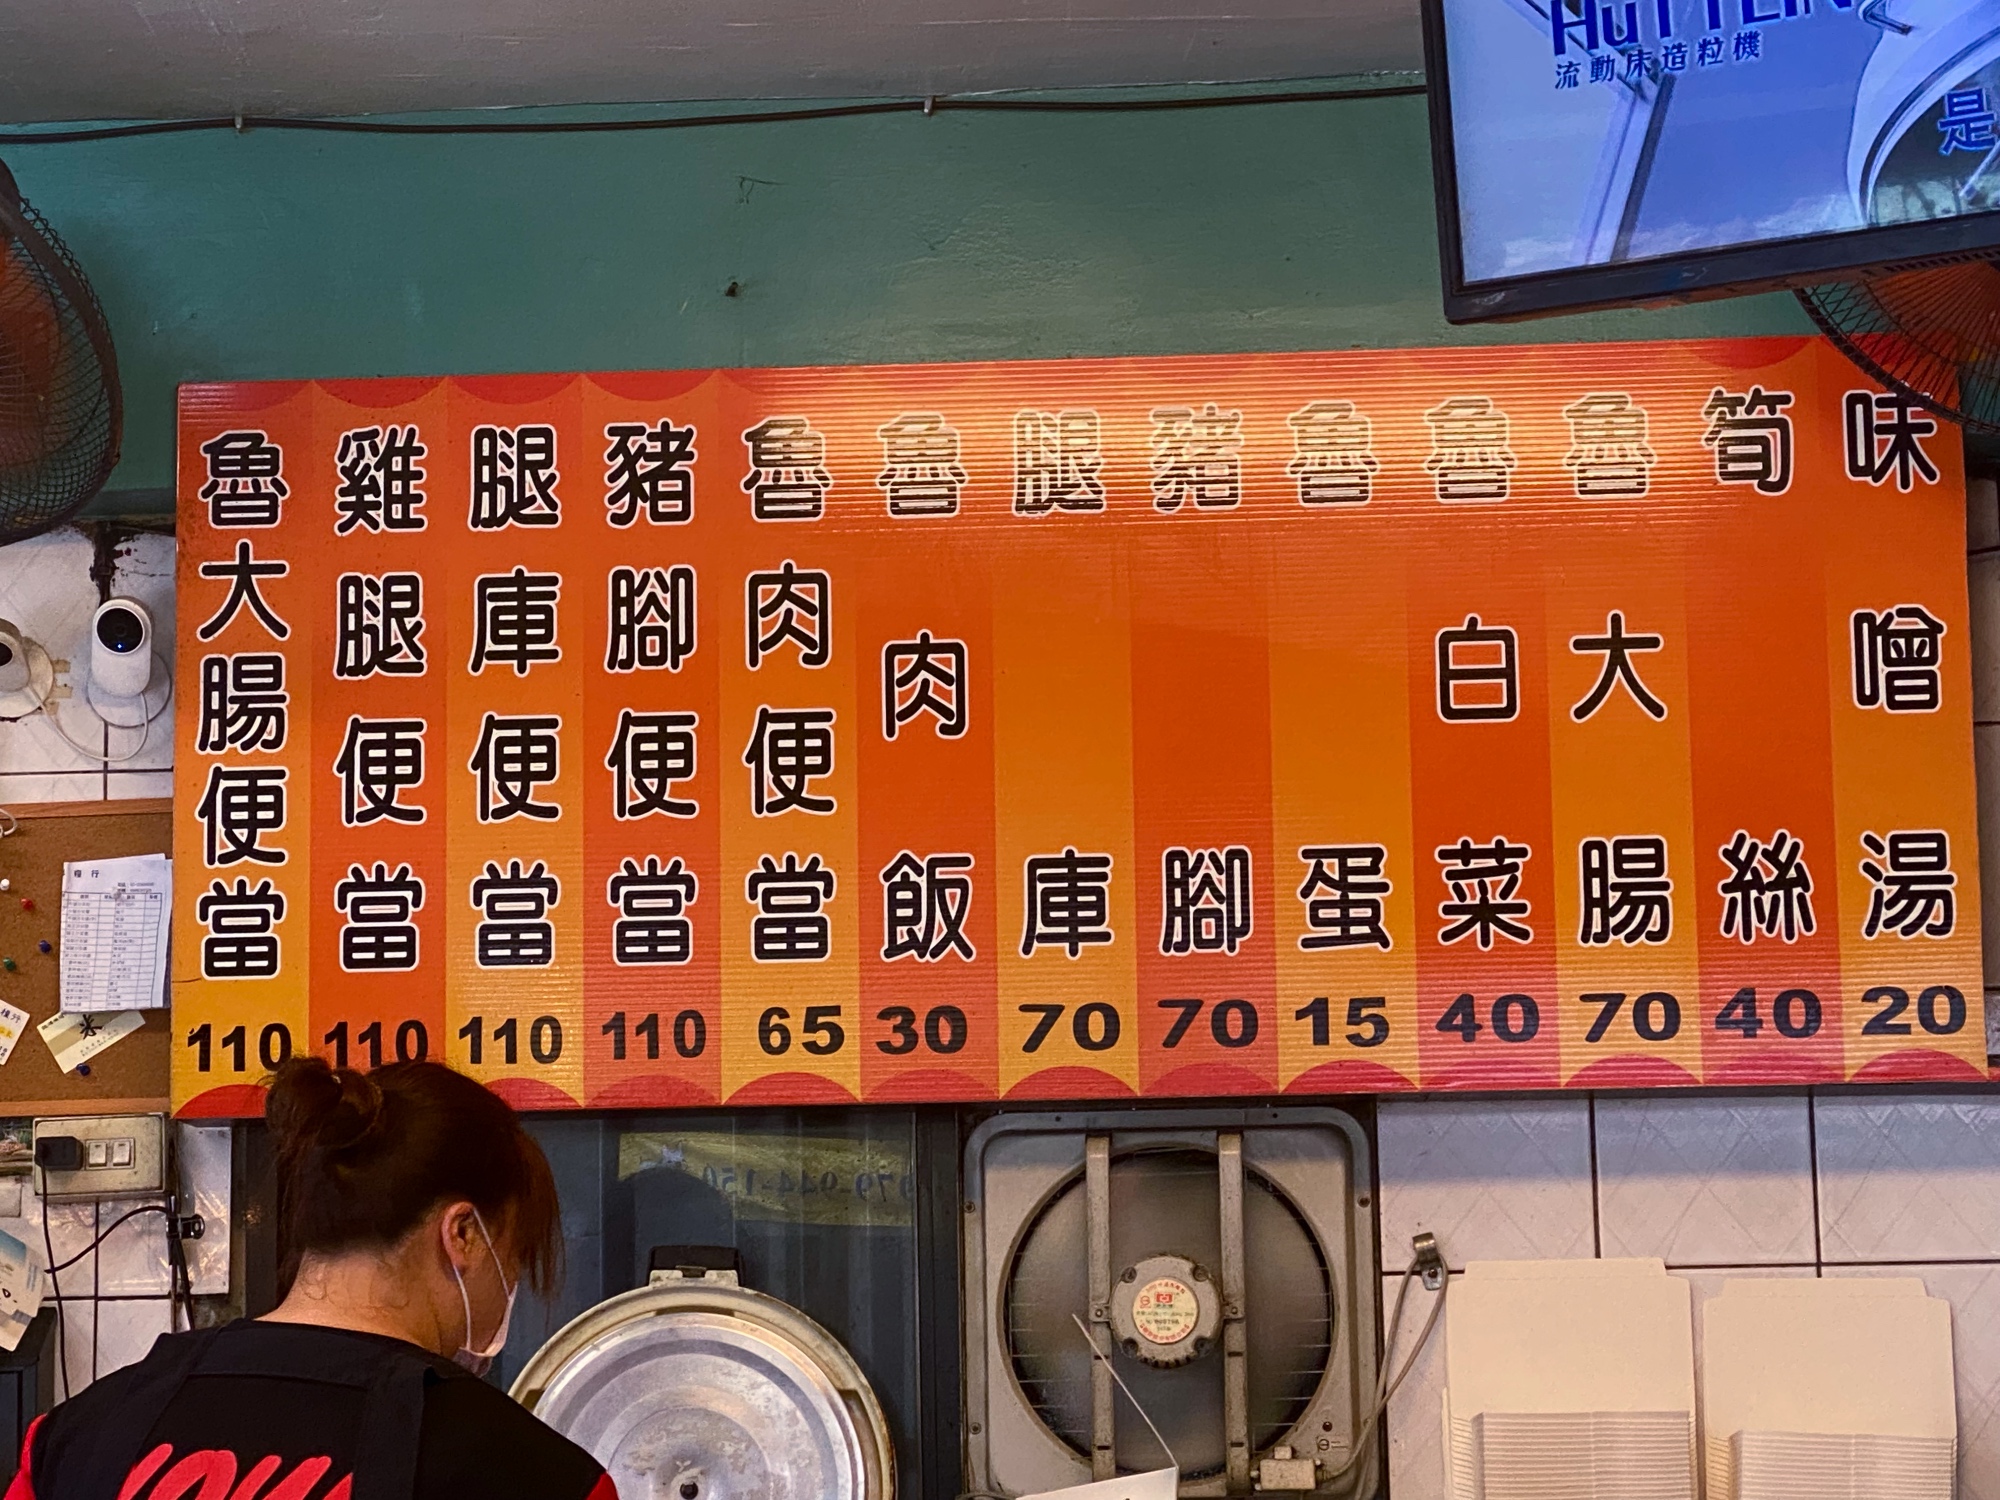 流動床造粒機
是
魯大腸便當 110
雞腿便當 110
腿庫便當 110
豬腳便當 110
魯肉便當 65
魯肉飯 30
腿庫 70
豬腳 70
魯蛋 15
魯白菜 40
魯大腸 70
筍絲 40
味噌湯 20